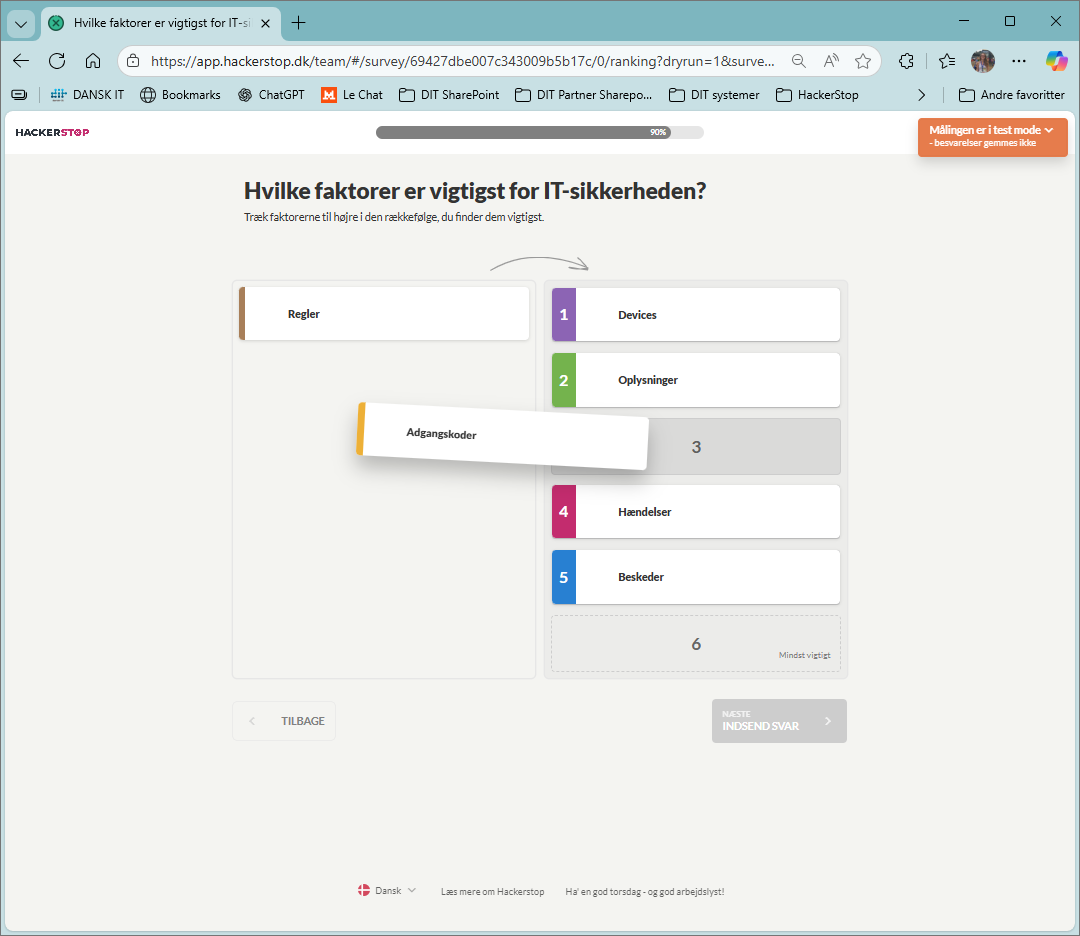 Hvilke faktorer er vigtigst for IT-si
https://app.hackerstop.dk/team/#/survey/69427dbe007c343009b5b17c/0/ranking?dryrun=1&surve...
DANSK IT
Bookmarks
ChatGPT
Le Chat
DIT SharePoint
DIT Partner Sharepo...
DIT systemer
HackerStop
Andre favoritter
HACKERSTOP
90%
Målingen er i test mode
- besvarelser gemmes ikke
Hvilke faktorer er vigtigst for IT-sikkerheden?
Træk faktorerne til højre i den rækkefølge, du finder dem vigtigst.
Regler
1 Devices
2 Oplysninger
Adgangskoder
3
4 Hændelser
5 Beskeder
6
Mindst vigtigt
TILBAGE
NÆSTE
INDSEND SVAR
Dansk
Læs mere om Hackerstop
Ha' en god torsdag - og god arbejdslyst!